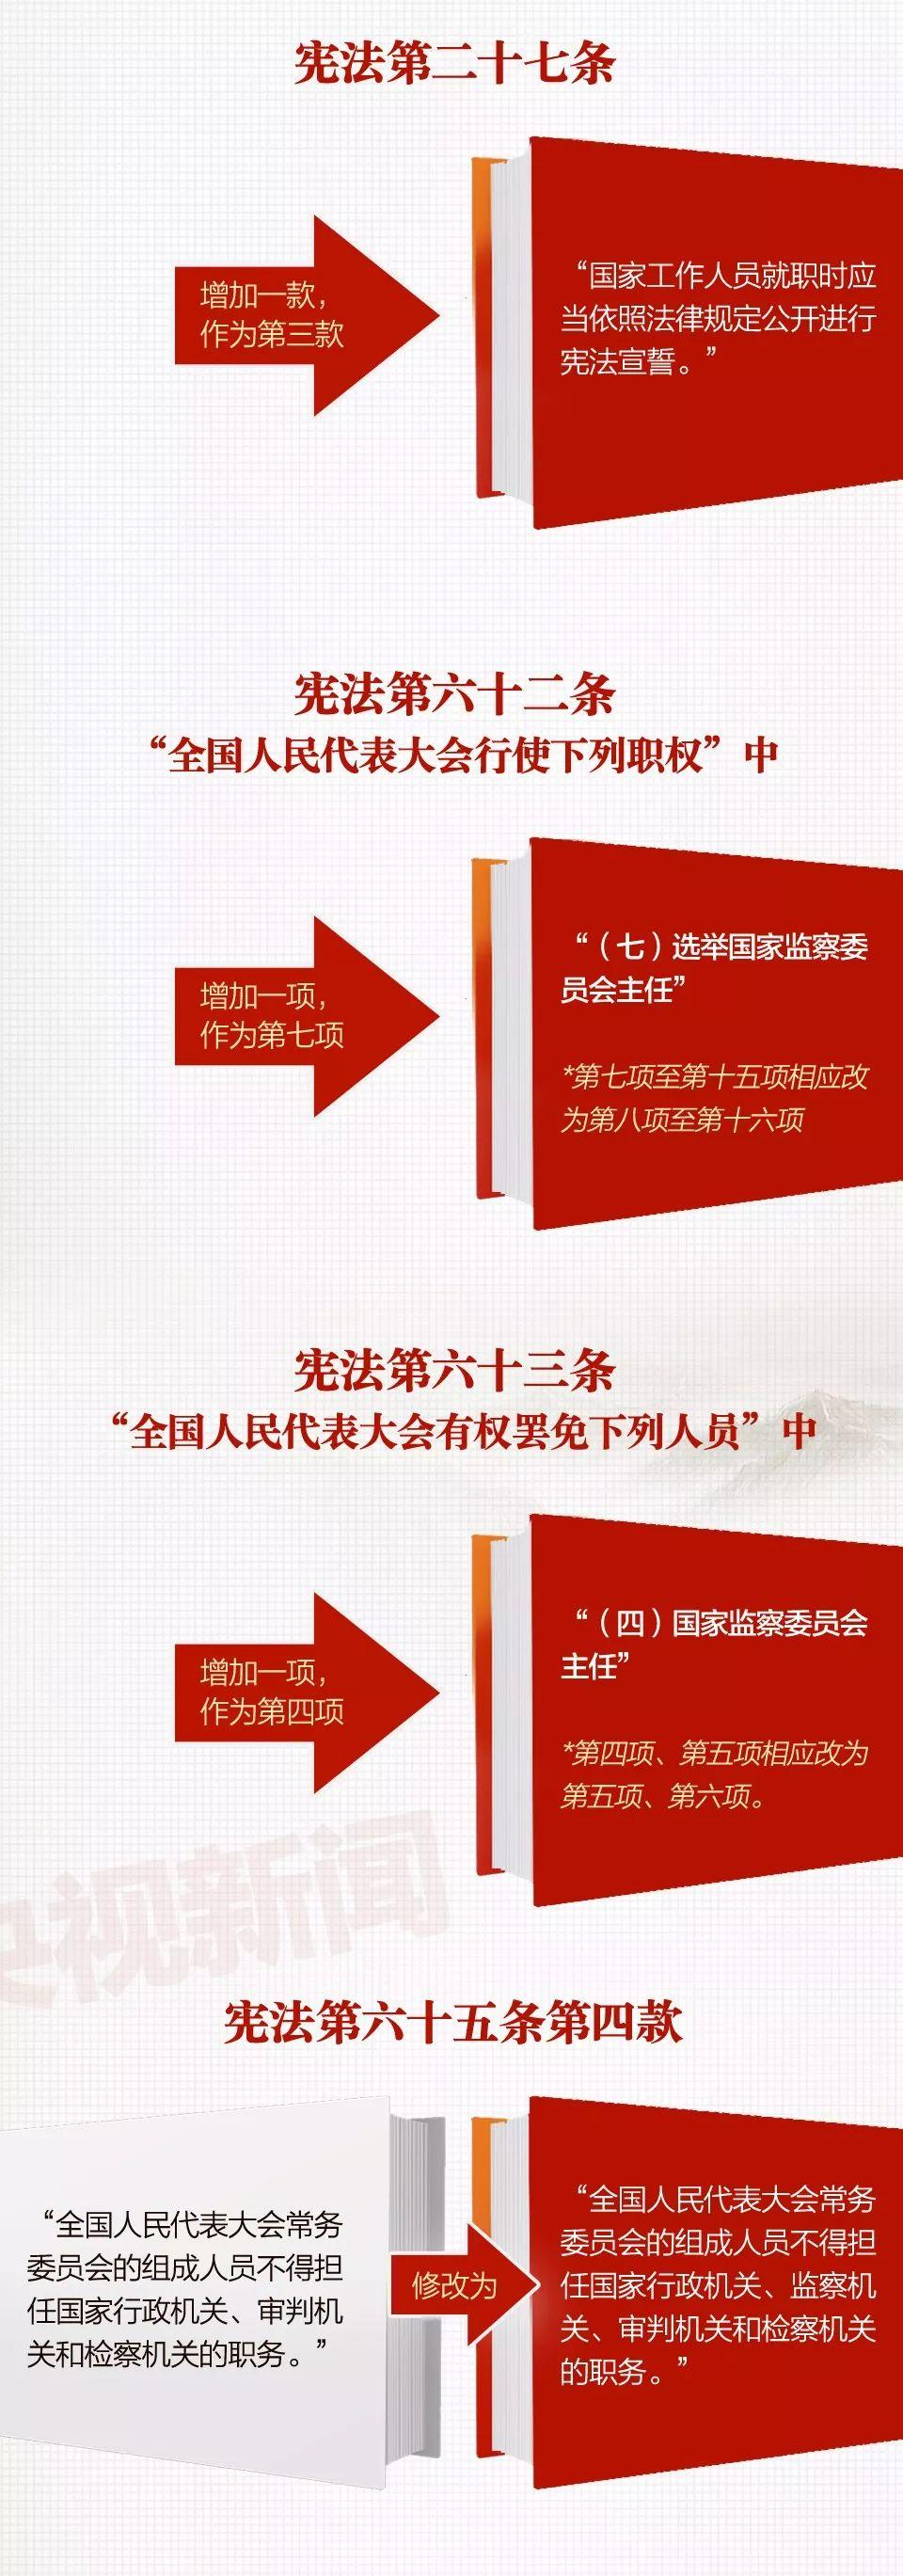 宪法第二十七条
增加一款，
作为第三款
“国家工作人员就职时应
当依照法律规定公开进行
宪法宣誓。”
宪法第六十二条
“全国人民代表大会行使下列职权”中
增加一项，
作为第七项
“（七）选举国家监察委
员会主任”
*第七项至第十五项相应改
为第八项至第十六项
宪法第六十三条
“全国人民代表大会有权罢免下列人员”中
增加一项，
作为第四项
“（四）国家监察委员会
主任”
*第四项、第五项相应改为
第五项、第六项。
央视新闻
宪法第六十五条第四款
“全国人民代表大会常务
委员会的组成人员不得担
任国家行政机关、审判机
关和检察机关的职务。”
修改为
“全国人民代表大会常务
委员会的组成人员不得担
任国家行政机关、监察机
关、审判机关和检察机关
的职务。”